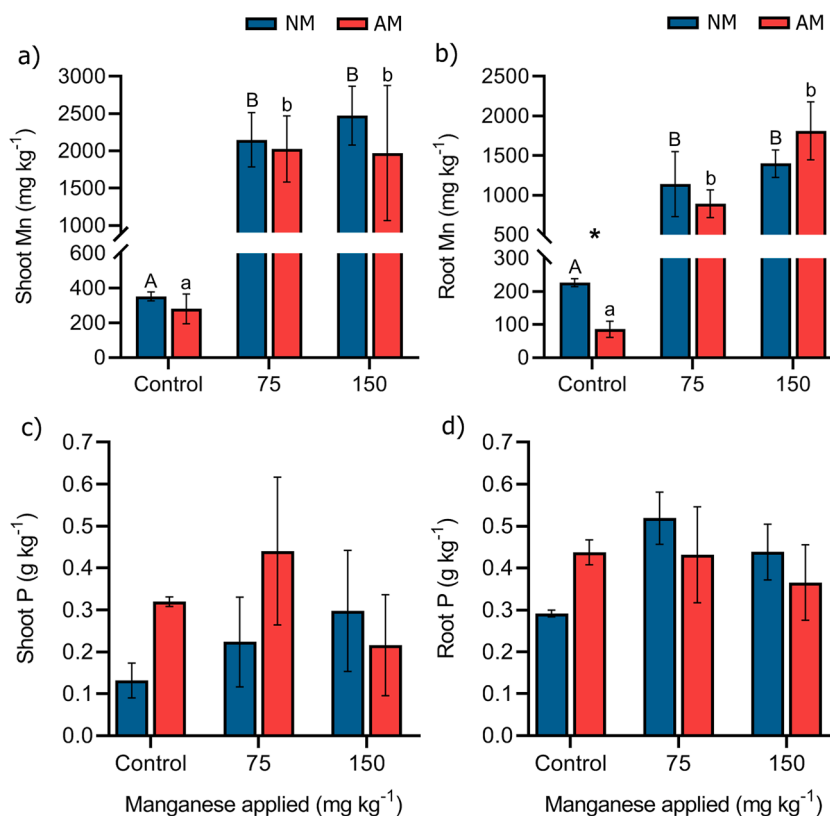 NM AM
NM AM
a)
Shoot Mn (mg kg⁻¹)
3000
2500
2000
1500
1000
600
400
200
0
A a
B b
B b
Control 75 150
b)
Root Mn (mg kg⁻¹)
2500
2000
1500
1000
500
300
200
100
0
*
A a
B b
B b
Control 75 150
c)
Shoot P (g kg⁻¹)
0.7
0.6
0.5
0.4
0.3
0.2
0.1
0.0
Control 75 150
Manganese applied (mg kg⁻¹)
d)
Root P (g kg⁻¹)
0.7
0.6
0.5
0.4
0.3
0.2
0.1
0.0
Control 75 150
Manganese applied (mg kg⁻¹)